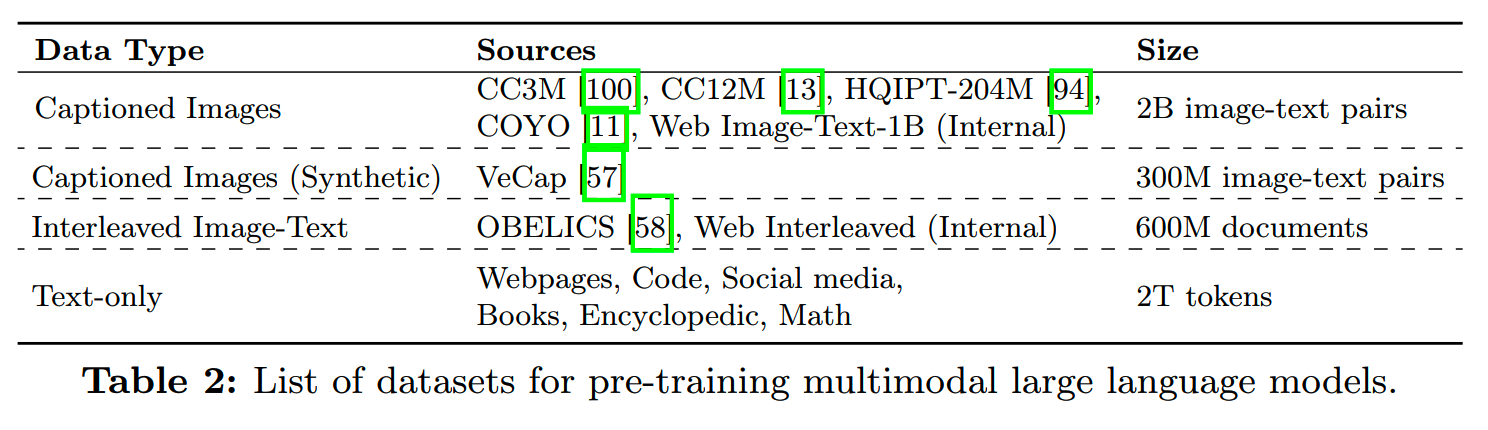 Data Type Sources Size
Captioned Images CC3M [100], CC12M [13], HQIPT-204M [94],
COYO [11], Web Image-Text-1B (Internal) 2B image-text pairs
Captioned Images (Synthetic) VeCap [57] 300M image-text pairs
Interleaved Image-Text OBELICS [58], Web Interleaved (Internal) 600M documents
Text-only Webpages, Code, Social media,
Books, Encyclopedic, Math 2T tokens
Table 2: List of datasets for pre-training multimodal large language models.